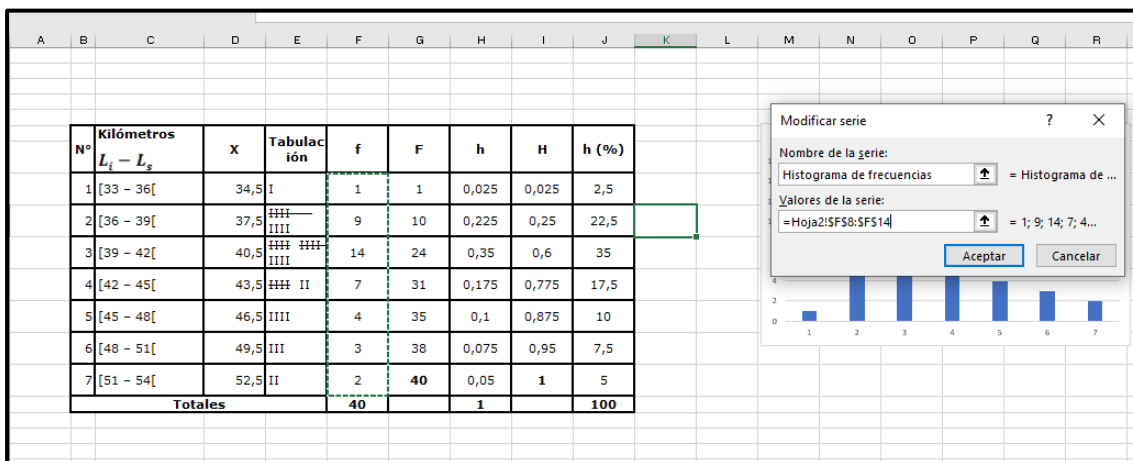 A B C D E F G H I J K L M N O P Q R
N° Kilómetros X Tabulac f F h H h (%)
L_i – L_s ión
1 [33 – 36[ 34,5 I 1 1 0,025 0,025 2,5
2 [36 – 39[ 37,5 IIII IIII 9 10 0,225 0,25 22,5
3 [39 – 42[ 40,5 IIII IIII IIII 14 24 0,35 0,6 35
4 [42 – 45[ 43,5 IIII II 7 31 0,175 0,775 17,5
5 [45 – 48[ 46,5 IIII 4 35 0,1 0,875 10
6 [48 – 51[ 49,5 III 3 38 0,075 0,95 7,5
7 [51 – 54[ 52,5 II 2 40 0,05 1 5
Totales 40 1 100
Modificar serie ? ×
Nombre de la serie:
Histograma de frecuencias = Histograma de ...
Valores de la serie:
=Hoja2!$F$8:$F$14 = 1; 9; 14; 7; 4...
Aceptar Cancelar
2
0
1 2 3 4 5 6 7